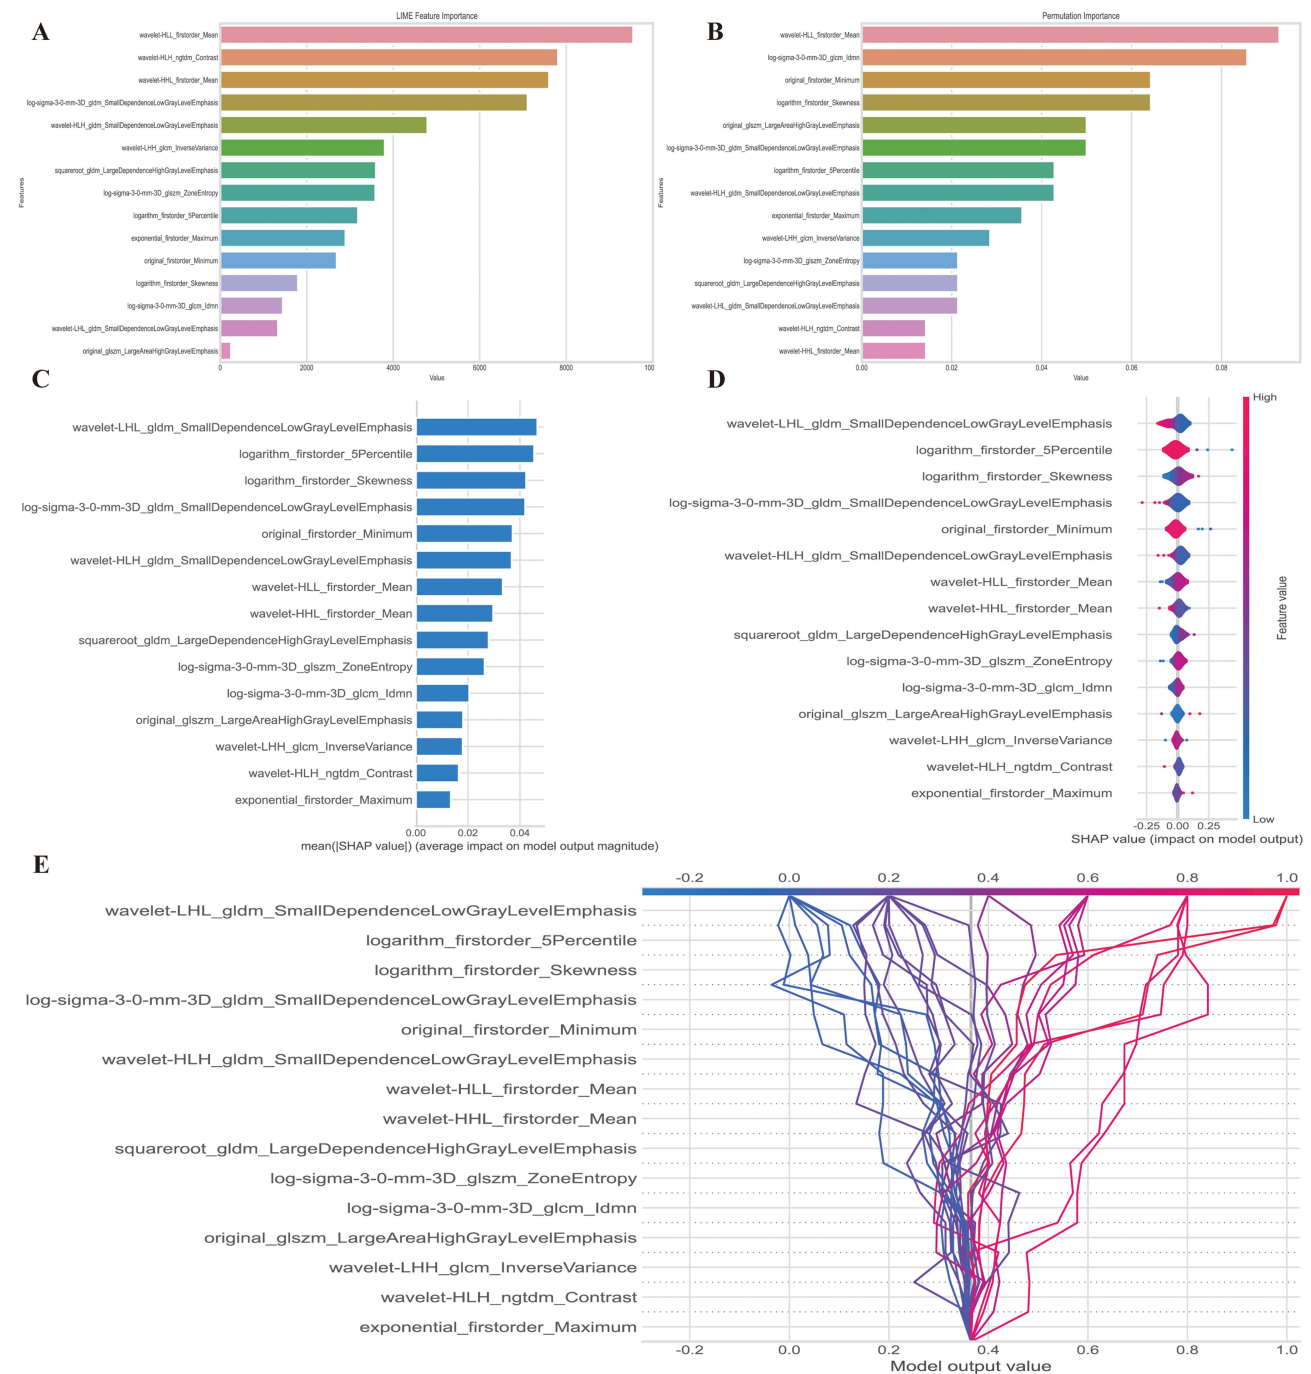 A
LIME Feature Importance
Features
wavelet-HLL_firstorder_Mean
wavelet-HLH_ngtdm_Contrast
wavelet-HHL_firstorder_Mean
log-sigma-3-0-mm-3D_gldm_SmallDependenceLowGrayLevelEmphasis
wavelet-HLH_gldm_SmallDependenceLowGrayLevelEmphasis
wavelet-LHH_glcm_InverseVariance
squareroot_gldm_LargeDependenceHighGrayLevelEmphasis
log-sigma-3-0-mm-3D_glszm_ZoneEntropy
logarithm_firstorder_5Percentile
exponential_firstorder_Maximum
original_firstorder_Minimum
logarithm_firstorder_Skewness
log-sigma-3-0-mm-3D_glcm_Idmn
wavelet-LHL_gldm_SmallDependenceLowGrayLevelEmphasis
original_glszm_LargeAreaHighGrayLevelEmphasis
0 2000 4000 6000 8000 100
Value
B
Permutation Importance
Features
wavelet-HLL_firstorder_Mean
log-sigma-3-0-mm-3D_glcm_Idmn
original_firstorder_Minimum
logarithm_firstorder_Skewness
original_glszm_LargeAreaHighGrayLevelEmphasis
log-sigma-3-0-mm-3D_gldm_SmallDependenceLowGrayLevelEmphasis
logarithm_firstorder_5Percentile
wavelet-HLH_gldm_SmallDependenceLowGrayLevelEmphasis
exponential_firstorder_Maximum
wavelet-LHH_glcm_InverseVariance
log-sigma-3-0-mm-3D_glszm_ZoneEntropy
squareroot_gldm_LargeDependenceHighGrayLevelEmphasis
wavelet-LHL_gldm_SmallDependenceLowGrayLevelEmphasis
wavelet-HLH_ngtdm_Contrast
wavelet-HHL_firstorder_Mean
0.00 0.02 0.04 0.06 0.08
Value
C
wavelet-LHL_gldm_SmallDependenceLowGrayLevelEmphasis
logarithm_firstorder_5Percentile
logarithm_firstorder_Skewness
log-sigma-3-0-mm-3D_gldm_SmallDependenceLowGrayLevelEmphasis
original_firstorder_Minimum
wavelet-HLH_gldm_SmallDependenceLowGrayLevelEmphasis
wavelet-HLL_firstorder_Mean
wavelet-HHL_firstorder_Mean
squareroot_gldm_LargeDependenceHighGrayLevelEmphasis
log-sigma-3-0-mm-3D_glszm_ZoneEntropy
log-sigma-3-0-mm-3D_glcm_Idmn
original_glszm_LargeAreaHighGrayLevelEmphasis
wavelet-LHH_glcm_InverseVariance
wavelet-HLH_ngtdm_Contrast
exponential_firstorder_Maximum
0.00 0.02 0.04
mean(|SHAP value|) (average impact on model output magnitude)
D
High
wavelet-LHL_gldm_SmallDependenceLowGrayLevelEmphasis
logarithm_firstorder_5Percentile
logarithm_firstorder_Skewness
log-sigma-3-0-mm-3D_gldm_SmallDependenceLowGrayLevelEmphasis
original_firstorder_Minimum
wavelet-HLH_gldm_SmallDependenceLowGrayLevelEmphasis
wavelet-HLL_firstorder_Mean
wavelet-HHL_firstorder_Mean
squareroot_gldm_LargeDependenceHighGrayLevelEmphasis
log-sigma-3-0-mm-3D_glszm_ZoneEntropy
log-sigma-3-0-mm-3D_glcm_Idmn
original_glszm_LargeAreaHighGrayLevelEmphasis
wavelet-LHH_glcm_InverseVariance
wavelet-HLH_ngtdm_Contrast
exponential_firstorder_Maximum
Feature value
Low
-0.25 0.00 0.25
SHAP value (impact on model output)
E
-0.2 0.0 0.2 0.4 0.6 0.8 1.0
wavelet-LHL_gldm_SmallDependenceLowGrayLevelEmphasis
logarithm_firstorder_5Percentile
logarithm_firstorder_Skewness
log-sigma-3-0-mm-3D_gldm_SmallDependenceLowGrayLevelEmphasis
original_firstorder_Minimum
wavelet-HLH_gldm_SmallDependenceLowGrayLevelEmphasis
wavelet-HLL_firstorder_Mean
wavelet-HHL_firstorder_Mean
squareroot_gldm_LargeDependenceHighGrayLevelEmphasis
log-sigma-3-0-mm-3D_glszm_ZoneEntropy
log-sigma-3-0-mm-3D_glcm_Idmn
original_glszm_LargeAreaHighGrayLevelEmphasis
wavelet-LHH_glcm_InverseVariance
wavelet-HLH_ngtdm_Contrast
exponential_firstorder_Maximum
-0.2 0.0 0.2 0.4 0.6 0.8 1.0
Model output value